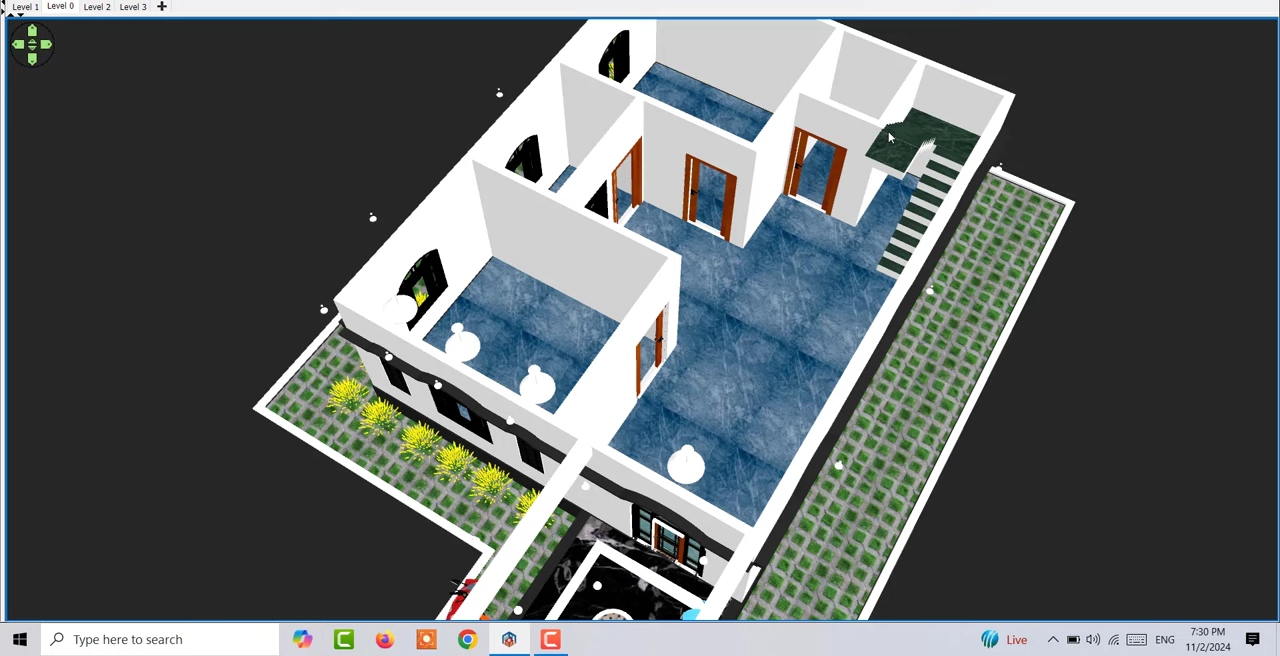 Level 1 Level 0 Level 2 Level 3
Type here to search
Live
ENG
7:30 PM
11/2/2024